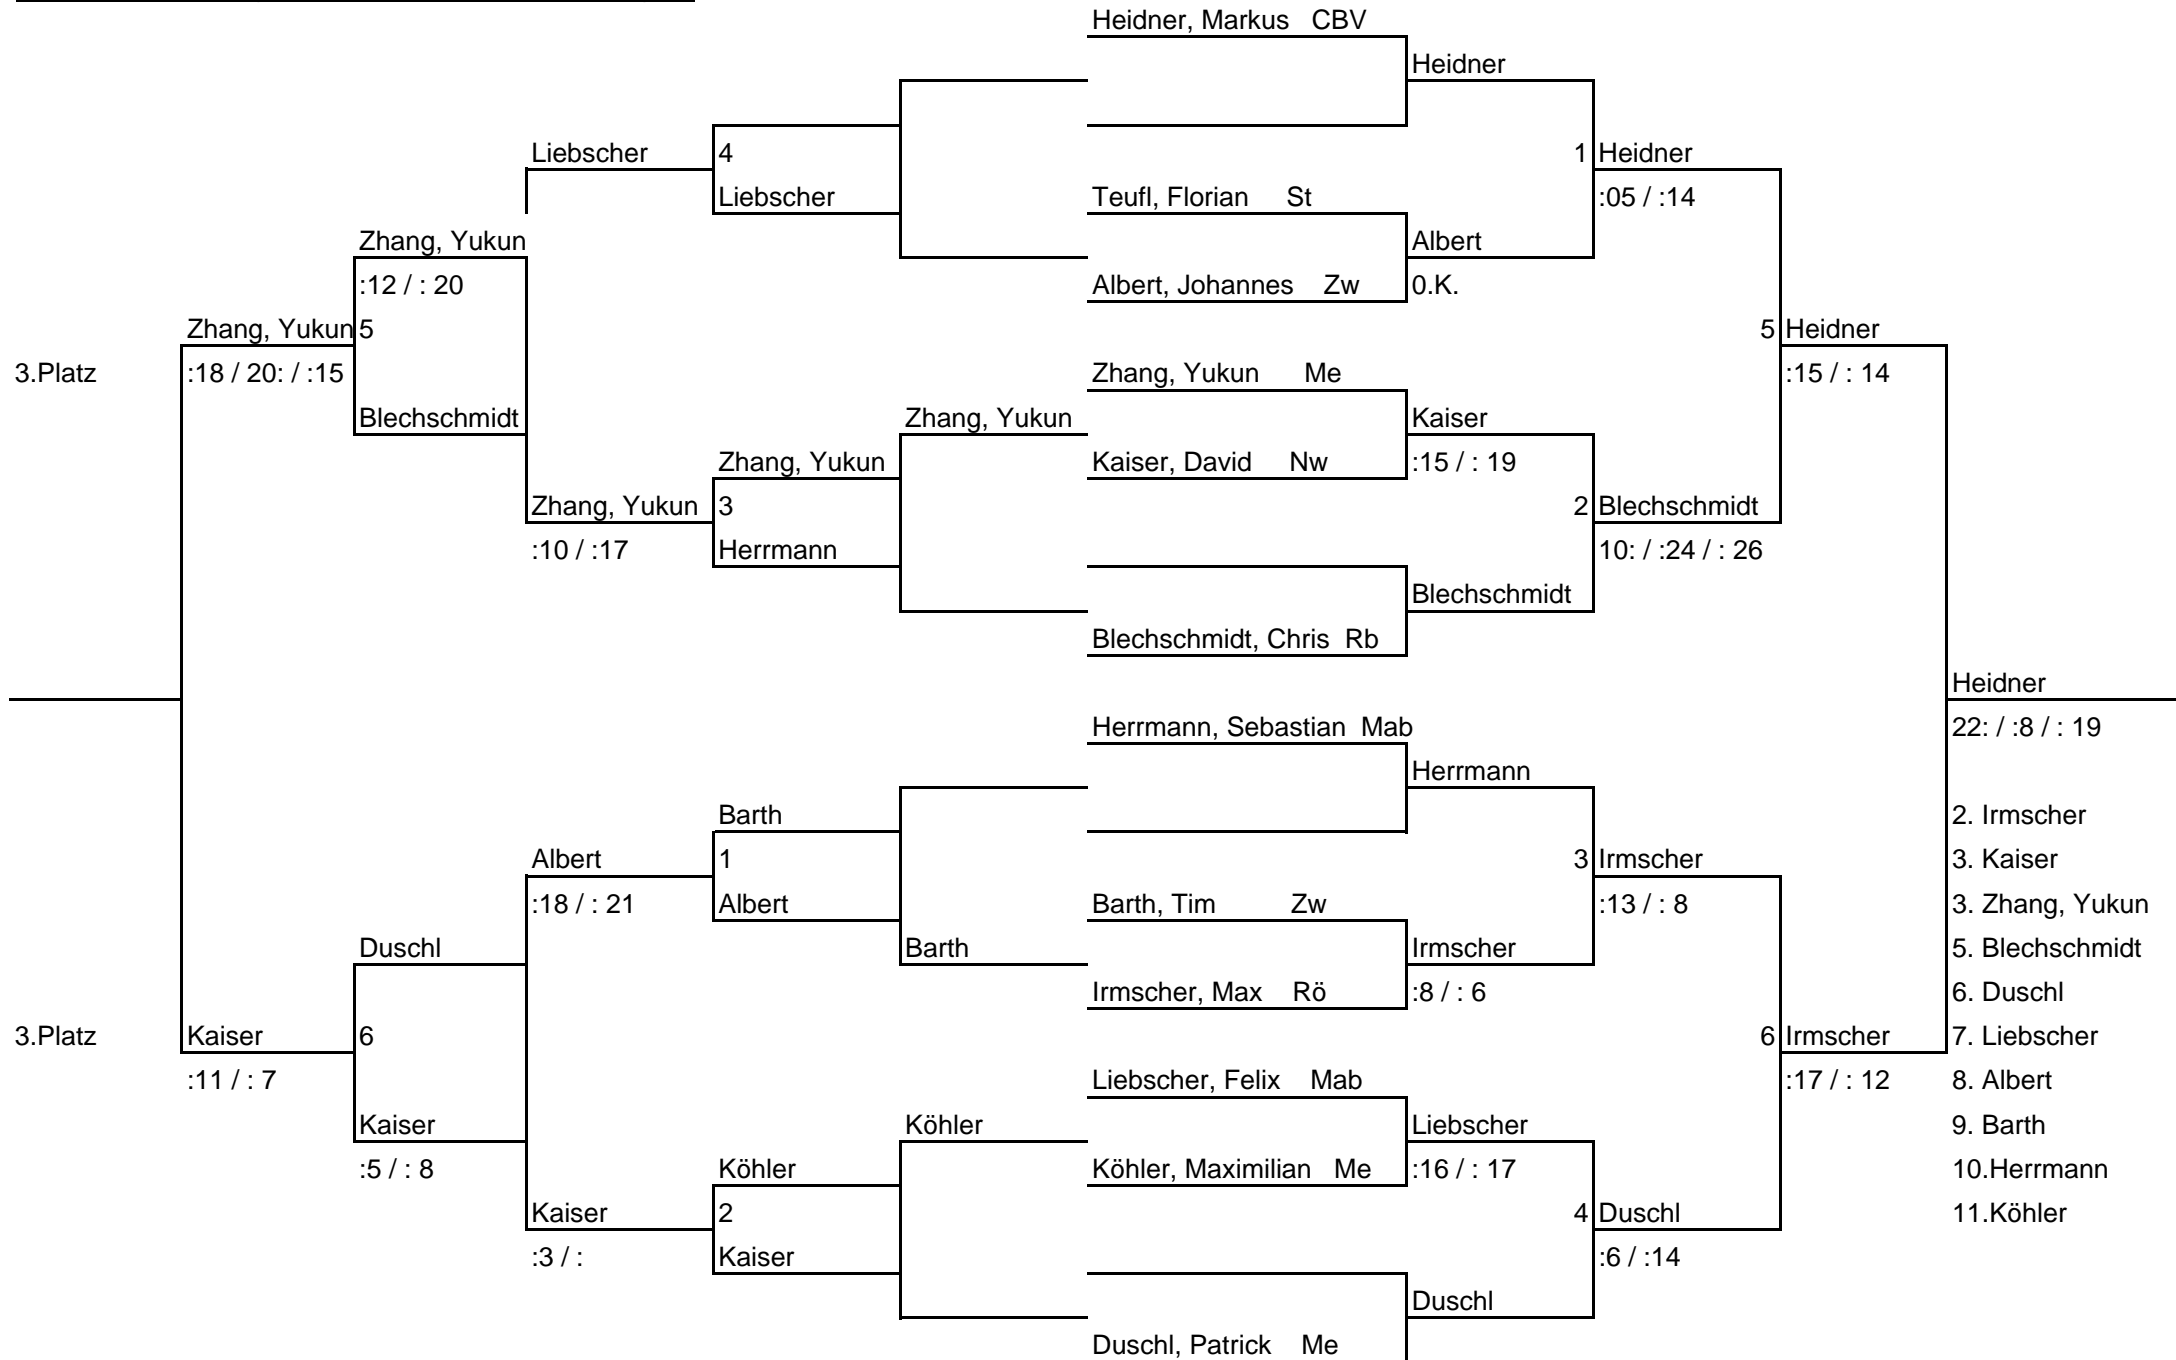 Heidner, Markus CBV
Heidner
Liebscher 4 1 Heidner
Liebscher Teufl, Florian St :05 / :14
Zhang, Yukun Albert
:12 / : 20 Albert, Johannes Zw 0.K.
Zhang, Yukun 5 5 Heidner
3.Platz :18 / 20: / :15 Zhang, Yukun Me :15 / : 14
Blechschmidt Zhang, Yukun Kaiser
Zhang, Yukun Kaiser, David Nw :15 / : 19
Zhang, Yukun 3 2 Blechschmidt
:10 / :17 Herrmann 10: / :24 / : 26
Blechschmidt
Blechschmidt, Chris Rb
Heidner
Herrmann, Sebastian Mab 22: / :8 / : 19
Herrmann
Barth 2. Irmscher
Albert 1 3 Irmscher 3. Kaiser
:18 / : 21 Albert Barth, Tim Zw :13 / : 8 3. Zhang, Yukun
Duschl Barth Irmscher 5. Blechschmidt
Irmscher, Max Rö :8 / : 6 6. Duschl
3.Platz Kaiser 6 6 Irmscher 7. Liebscher
:11 / : 7 Liebscher, Felix Mab :17 / : 12 8. Albert
Kaiser Köhler Liebscher 9. Barth
:5 / : 8 Köhler Köhler, Maximilian Me :16 / : 17 10.Herrmann
Kaiser 2 4 Duschl 11.Köhler
:3 / : Kaiser :6 / :14
Duschl
Duschl, Patrick Me